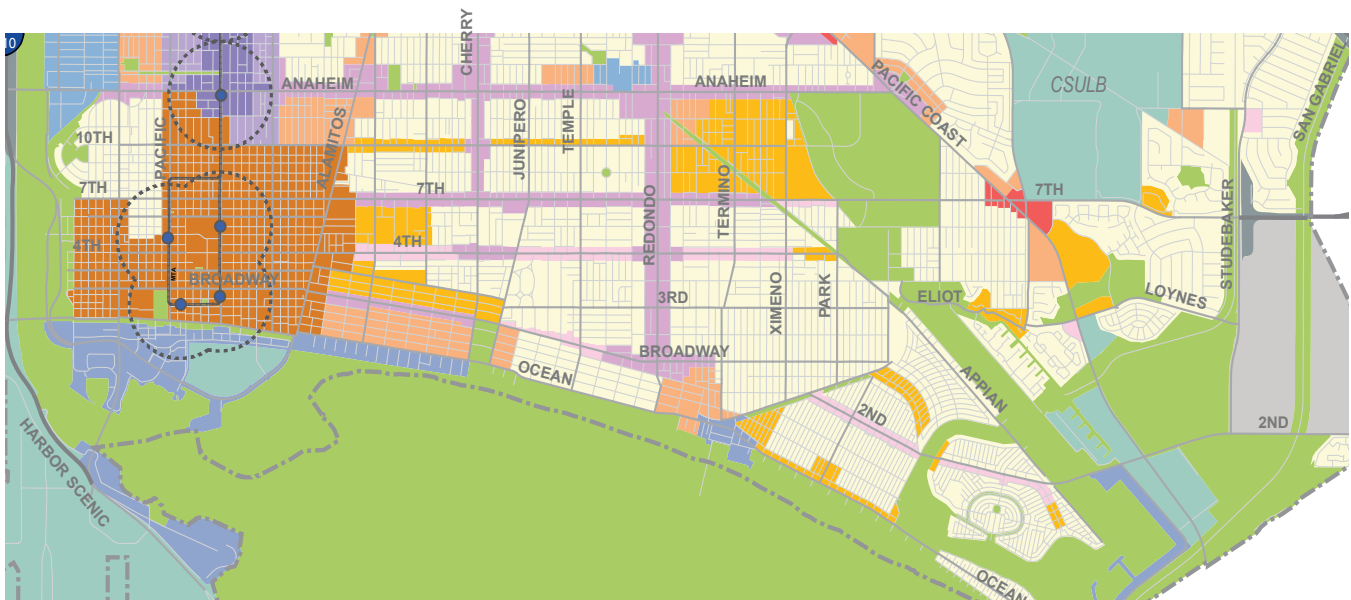 CHERRY
10
ANAHEIM
ANAHEIM
PACIFIC COAST
CSULB
SAN GABRIEL
10TH
PACIFIC
ALAMITOS
JUNIPERO
TEMPLE
7TH
7TH
7TH
REDONDO
TERMINO
STUDEBAKER
4TH
4TH
MTA
BROADWAY
3RD
XIMENO
PARK
ELIOT
LOYNES
BROADWAY
OCEAN
APPIAN
2ND
2ND
HARBOR SCENIC
OCEAN